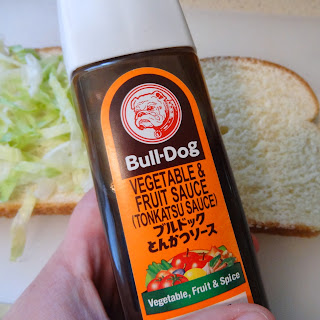 Bull-Dog
VEGETABLE &
FRUIT SAUCE
(TONKATSU SAUCE)
ブルドック
とんかつソース
Vegetable, Fruit & Spice